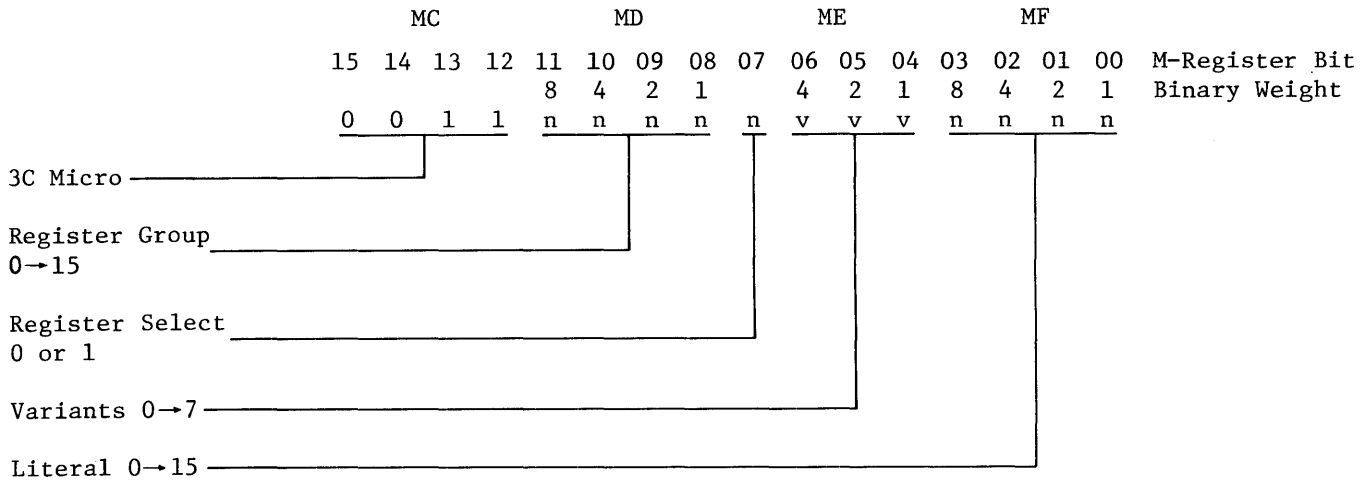 MC MD ME MF
15 14 13 12 11 10 09 08 07 06 05 04 03 02 01 00 M-Register Bit
8 4 2 1 4 2 1 8 4 2 1 Binary Weight
0 0 1 1 n n n n n v v v n n n n
3C Micro
Register Group
0→15
Register Select
0 or 1
Variants 0→7
Literal 0→15